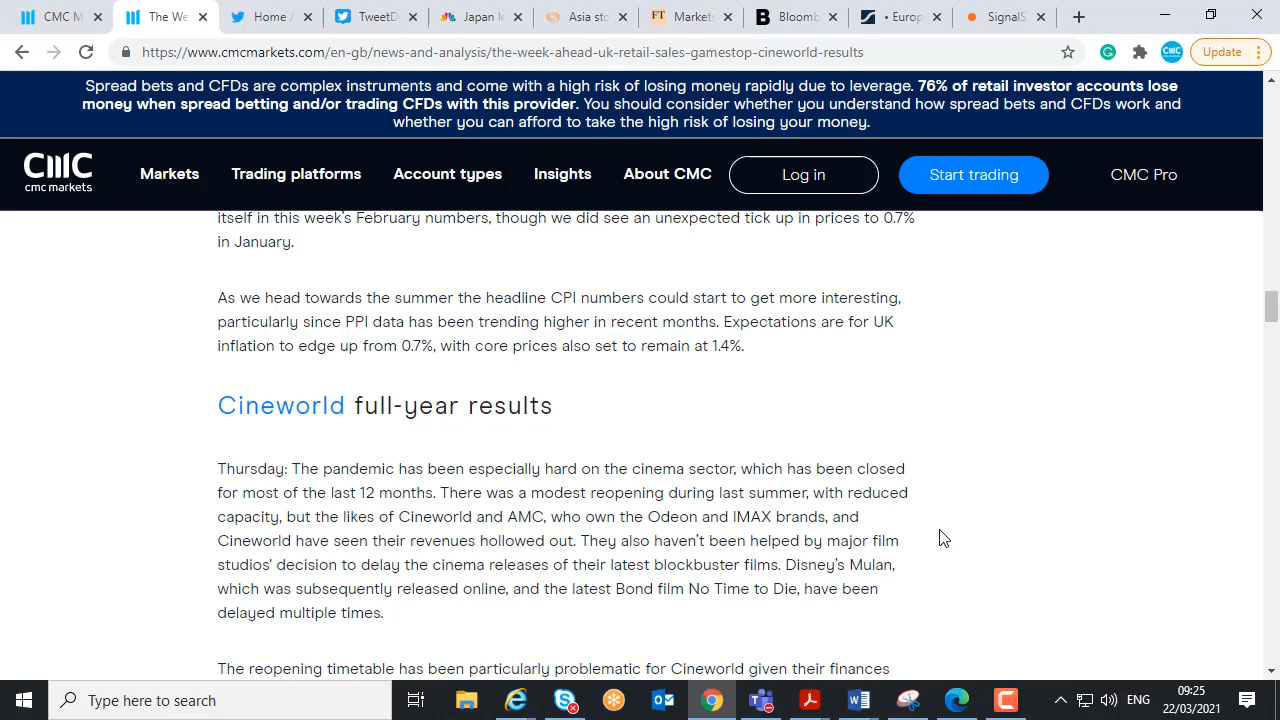 CMC M
The We
Home /
TweetD
Japan I
Asia sto
FT
Markets
B
Bloomb
• Europ
SignalS
https://www.cmcmarkets.com/en-gb/news-and-analysis/the-week-ahead-uk-retail-sales-gamestop-cineworld-results
Update
Spread bets and CFDs are complex instruments and come with a high risk of losing money rapidly due to leverage. 76% of retail investor accounts lose
money when spread betting and/or trading CFDs with this provider. You should consider whether you understand how spread bets and CFDs work and
whether you can afford to take the high risk of losing your money.
CMC
cmc markets
Markets
Trading platforms
Account types
Insights
About CMC
Log in
Start trading
CMC Pro
itself in this week's February numbers, though we did see an unexpected tick up in prices to 0.7%
in January.
As we head towards the summer the headline CPI numbers could start to get more interesting,
particularly since PPI data has been trending higher in recent months. Expectations are for UK
inflation to edge up from 0.7%, with core prices also set to remain at 1.4%.
Cineworld full-year results
Thursday: The pandemic has been especially hard on the cinema sector, which has been closed
for most of the last 12 months. There was a modest reopening during last summer, with reduced
capacity, but the likes of Cineworld and AMC, who own the Odeon and IMAX brands, and
Cineworld have seen their revenues hollowed out. They also haven't been helped by major film
studios' decision to delay the cinema releases of their latest blockbuster films. Disney's Mulan,
which was subsequently released online, and the latest Bond film No Time to Die, have been
delayed multiple times.
The reopening timetable has been particularly problematic for Cineworld given their finances
Type here to search
ENG
09:25
22/03/2021